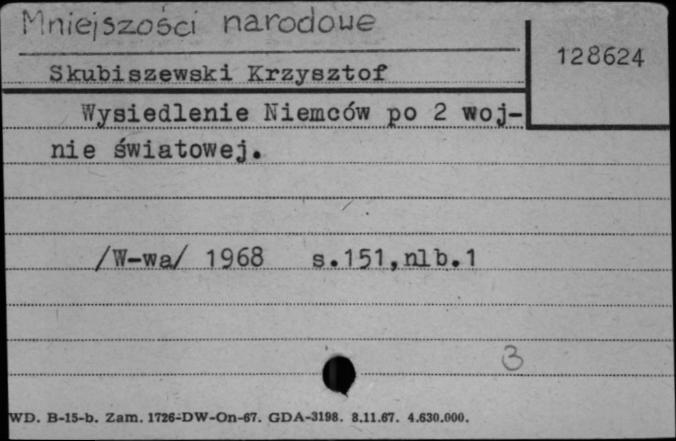 Mniejszości narodowe
128624
Skubiszewski Krzysztof
Wysiedlenie Niemców po 2 woj-
nie światowej.
/W-wa/ 1968 s.151,nlb.1
3
WD. B-15-b. Zam. 1726-DW-On-67. GDA-3198. 8.11.67. 4.630.000.